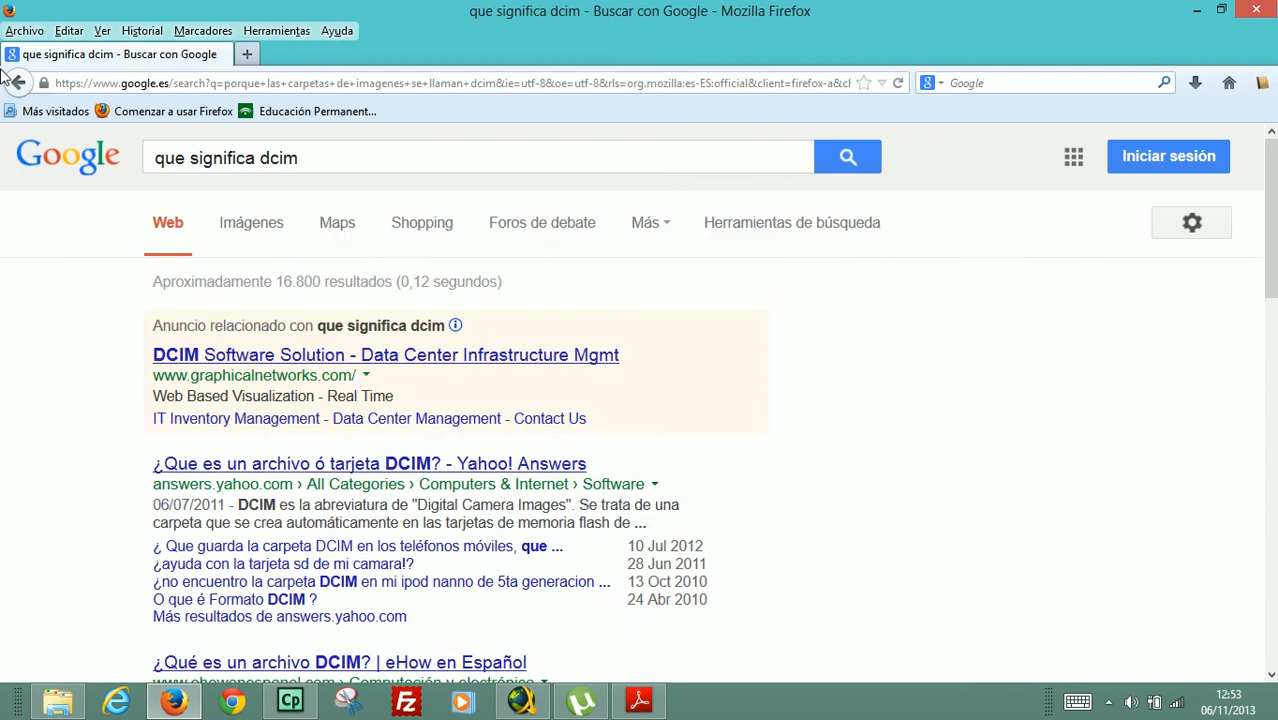 que significa dcim - Buscar con Google - Mozilla Firefox
Archivo Editar Ver Historial Marcadores Herramientas Ayuda
que significa dcim - Buscar con Google
https://www.google.es/search?q=porque+las+carpetas+de+imagenes+se+llaman+dcim&ie=utf-8&oe=utf-8&rls=org.mozilla:es-ES:official&client=firefox-a&ch
Google
Más visitados Comenzar a usar Firefox Educación Permanent...
Google que significa dcim Iniciar sesión
Web Imágenes Maps Shopping Foros de debate Más Herramientas de búsqueda
Aproximadamente 16.800 resultados (0,12 segundos)
Anuncio relacionado con que significa dcim
DCIM Software Solution - Data Center Infrastructure Mgmt
www.graphicalnetworks.com/
Web Based Visualization - Real Time
IT Inventory Management - Data Center Management - Contact Us
¿Que es un archivo ó tarjeta DCIM? - Yahoo! Answers
answers.yahoo.com › All Categories › Computers & Internet › Software
06/07/2011 - DCIM es la abreviatura de "Digital Camera Images". Se trata de una
carpeta que se crea automáticamente en las tarjetas de memoria flash de ...
¿ Que guarda la carpeta DCIM en los teléfonos móviles, que ... 10 Jul 2012
¿ayuda con la tarjeta sd de mi camara!? 28 Jun 2011
¿no encuentro la carpeta DCIM en mi ipod nanno de 5ta generacion ... 13 Oct 2010
O que é Formato DCIM ? 24 Abr 2010
Más resultados de answers.yahoo.com
¿Qué es un archivo DCIM? | eHow en Español
www.ehowenespanol.com › Computación y electrónica
Cp
Fz
12:53
06/11/2013